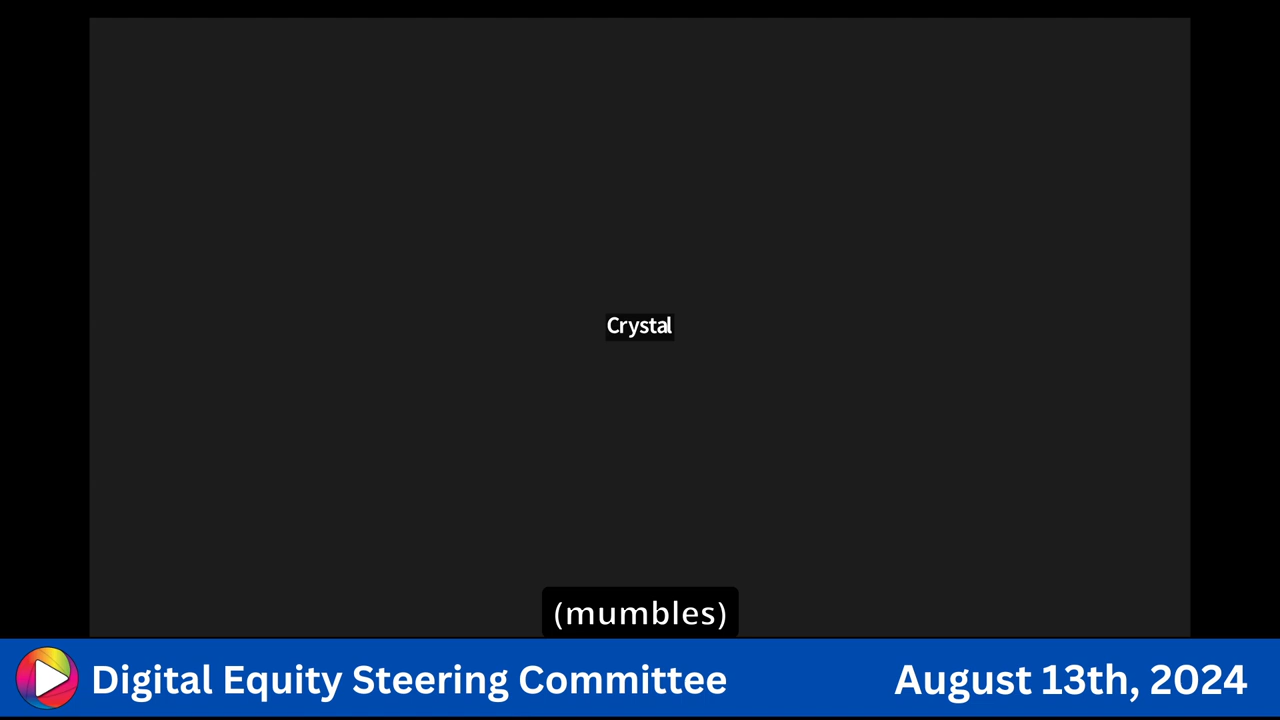 Crystal
(mumbles)
Digital Equity Steering Committee
August 13th, 2024